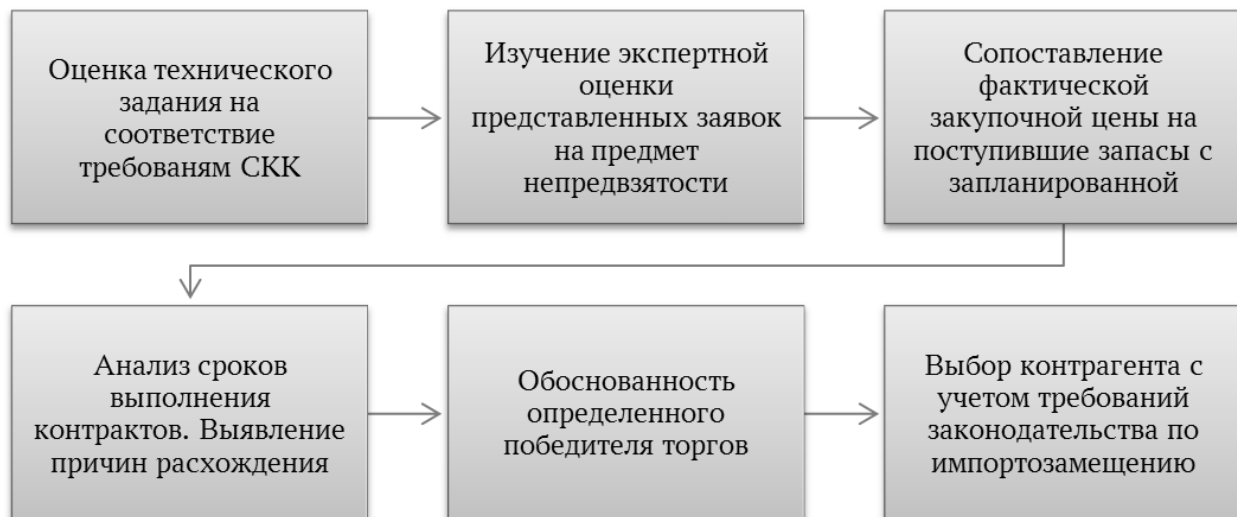 Оценка технического
задания на
соответствие
требованям СКК
Изучение экспертной
оценки
представленных заявок
на предмет
непредвзятости
Сопоставление
фактической
закупочной цены на
поступившие запасы с
запланированной
Анализ сроков
выполнения
контрактов. Выявление
причин расхождения
Обоснованность
определенного
победителя торгов
Выбор контрагента с
учетом требований
законодательства по
импортозамещению